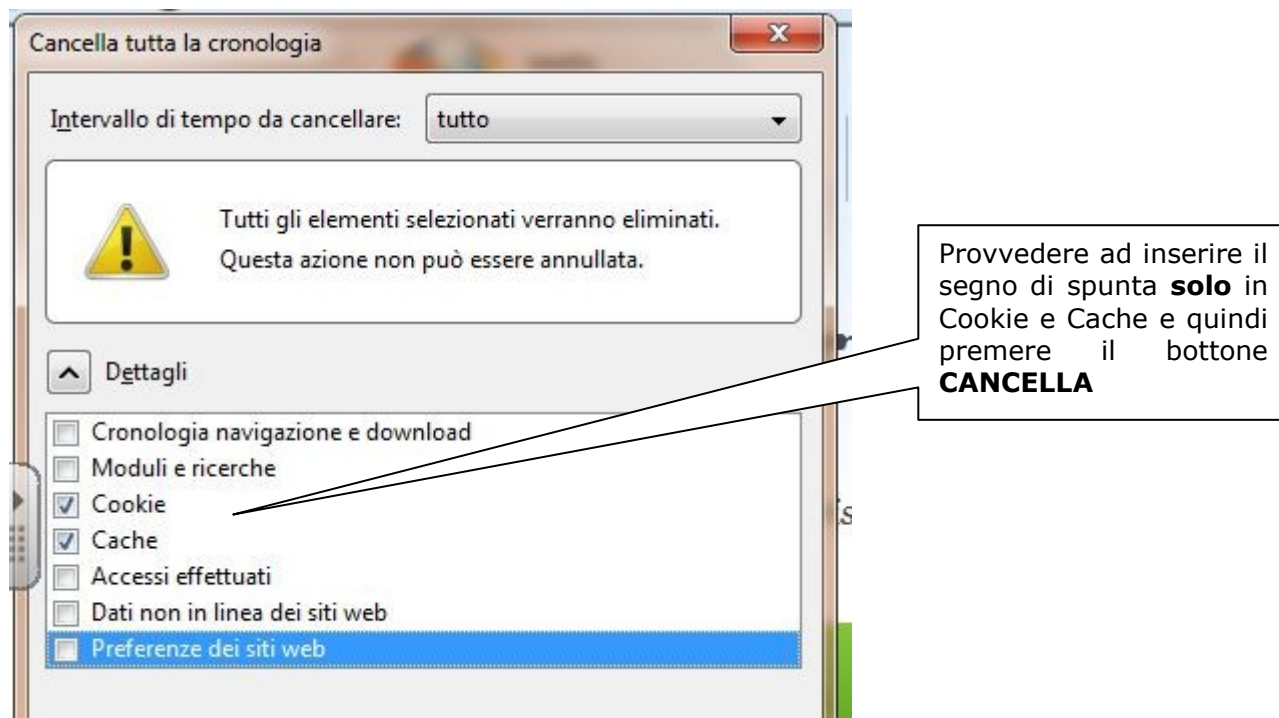 Cancella tutta la cronologia
Intervallo di tempo da cancellare: tutto
Tutti gli elementi selezionati verranno eliminati.
Questa azione non può essere annullata.
Dettagli
Cronologia navigazione e download
Moduli e ricerche
Cookie
Cache
Accessi effettuati
Dati non in linea dei siti web
Preferenze dei siti web
Provvedere ad inserire il
segno di spunta solo in
Cookie e Cache e quindi
premere il bottone
CANCELLA